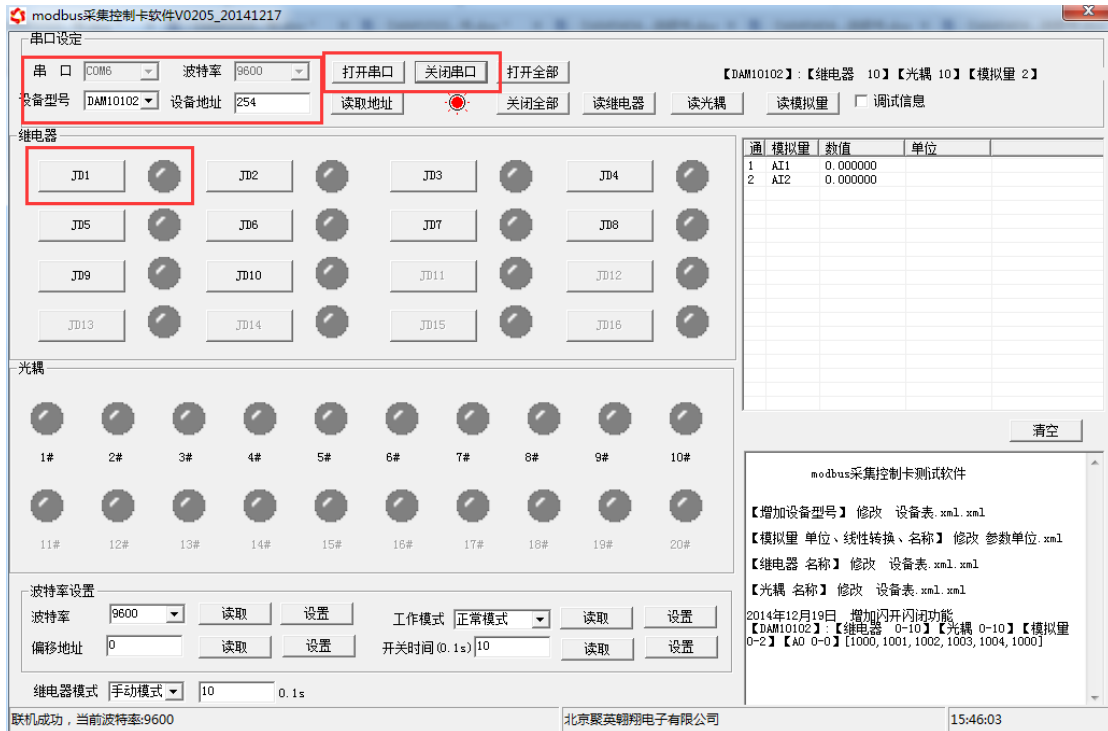 modbus采集控制卡软件V0205_20141217
串口设定
串 口 COM6 波特率 9600 打开串口 关闭串口 打开全部 【DAM10102】:【继电器 10】【光耦 10】【模拟量 2】
设备型号 DAM10102 设备地址 254 读取地址 关闭全部 读继电器 读光耦 读模拟量 调试信息
继电器
JD1 JD2 JD3 JD4
JD5 JD6 JD7 JD8
JD9 JD10 JD11 JD12
JD13 JD14 JD15 JD16
通 模拟量 数值 单位
1 AI1 0.000000
2 AI2 0.000000
光耦
1# 2# 3# 4# 5# 6# 7# 8# 9# 10#
11# 12# 13# 14# 15# 16# 17# 18# 19# 20#
清空
modbus采集控制卡测试软件
【增加设备型号】 修改 设备表.xml.xml
【模拟量 单位、线性转换、名称】 修改 参数单位.xml
【继电器 名称】 修改 设备表.xml.xml
【光耦 名称】 修改 设备表.xml.xml
2014年12月19日 增加闪开闪闭功能
【DAM10102】:【继电器 0-10】【光耦 0-10】【模拟量
0-2】【A0 0-0】[1000,1001,1002,1003,1004,1000]
波特率设置
波特率 9600 读取 设置 工作模式 正常模式 读取 设置
偏移地址 0 读取 设置 开关时间(0.1s) 10 读取 设置
继电器模式 手动模式 10 0.1s
联机成功，当前波特率:9600 北京聚英翱翔电子有限公司 15:46:03